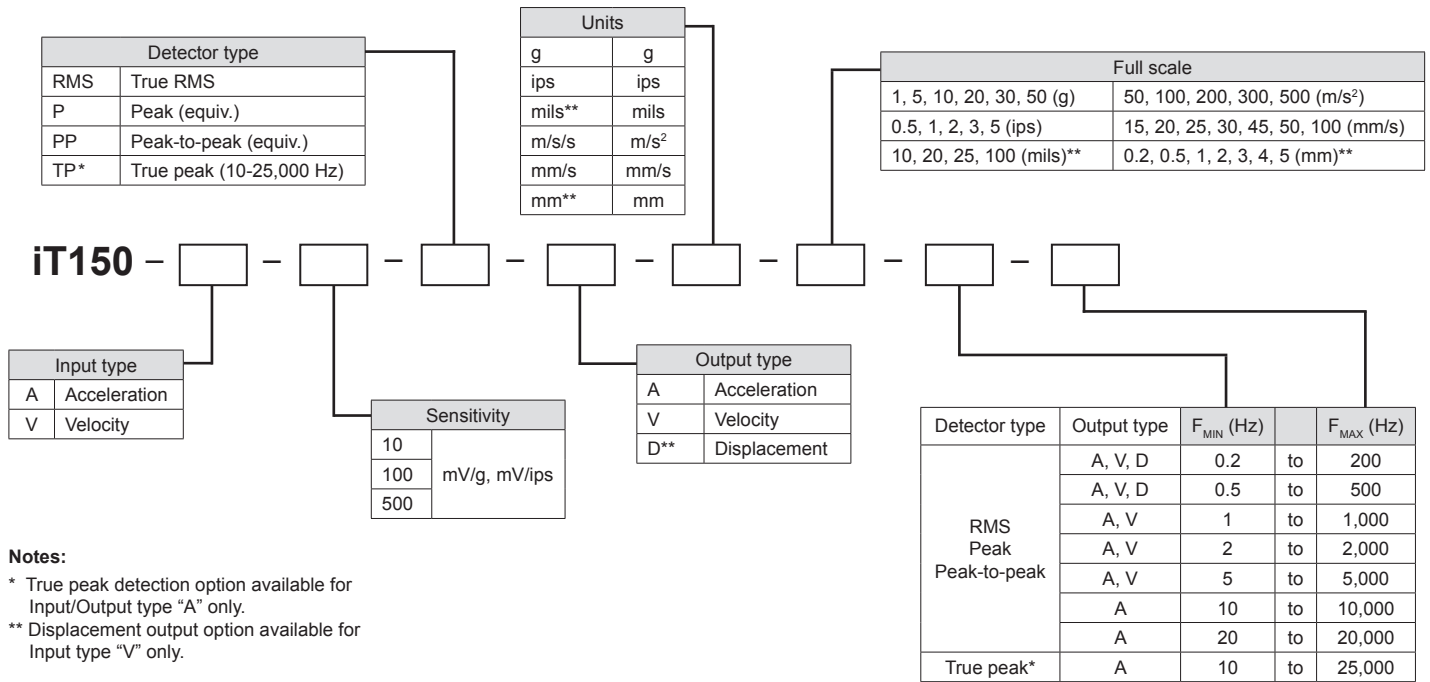 Units
g g
ips ips
mils** mils
m/s/s m/s²
mm/s mm/s
mm** mm
Detector type
RMS True RMS
P Peak (equiv.)
PP Peak-to-peak (equiv.)
TP* True peak (10-25,000 Hz)
Full scale
1, 5, 10, 20, 30, 50 (g) 50, 100, 200, 300, 500 (m/s²)
0.5, 1, 2, 3, 5 (ips) 15, 20, 25, 30, 45, 50, 100 (mm/s)
10, 20, 25, 100 (mils)** 0.2, 0.5, 1, 2, 3, 4, 5 (mm)**
iT150 – – – – – – – –
Input type
A Acceleration
V Velocity
Sensitivity
10
100 mV/g, mV/ips
500
Output type
A Acceleration
V Velocity
D** Displacement
Detector type Output type FMIN (Hz) FMAX (Hz)
A, V, D 0.2 to 200
A, V, D 0.5 to 500
RMS A, V 1 to 1,000
Peak A, V 2 to 2,000
Peak-to-peak A, V 5 to 5,000
A 10 to 10,000
A 20 to 20,000
True peak* A 10 to 25,000
Notes:
* True peak detection option available for
Input/Output type “A” only.
** Displacement output option available for
Input type “V” only.